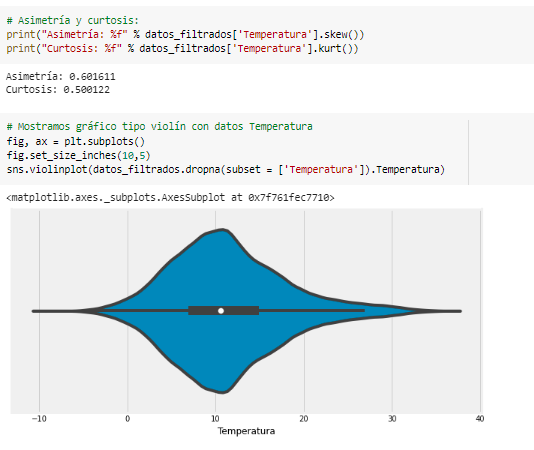 # Asimetría y curtosis:
print("Asimetría: %f" % datos_filtrados['Temperatura'].skew())
print("Curtosis: %f" % datos_filtrados['Temperatura'].kurt())
Asimetría: 0.601611
Curtosis: 0.500122
# Mostramos gráfico tipo violín con datos Temperatura
fig, ax = plt.subplots()
fig.set_size_inches(10,5)
sns.violinplot(datos_filtrados.dropna(subset = ['Temperatura']).Temperatura)
<matplotlib.axes._subplots.AxesSubplot at 0x7f761fec7710>
−10 0 10 20 30 40
Temperatura